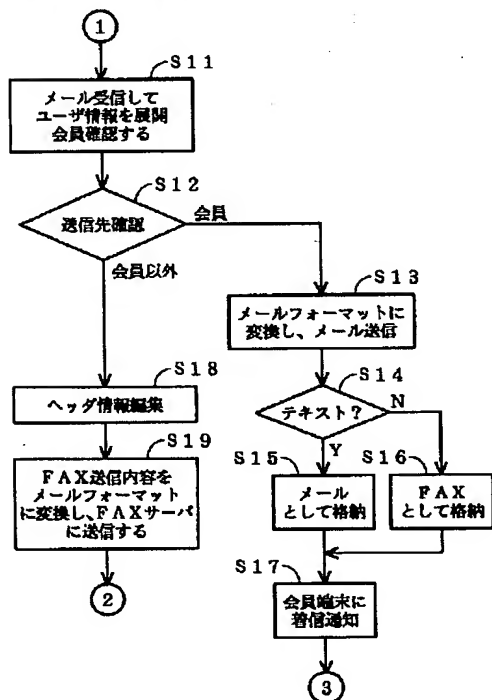 1
S11
メール受信して
ユーザ情報を展開
会員確認する
S12
送信先確認
会員
会員以外
S13
メールフォーマットに
変換し、メール送信
S14
テキスト?
N
Y
S18
ヘッダ情報編集
S19
FAX送信内容を
メールフォーマット
に変換し、FAXサーバ
に送信する
2
S15
メール
として格納
S16
FAX
として格納
S17
会員端末に
着信通知
3